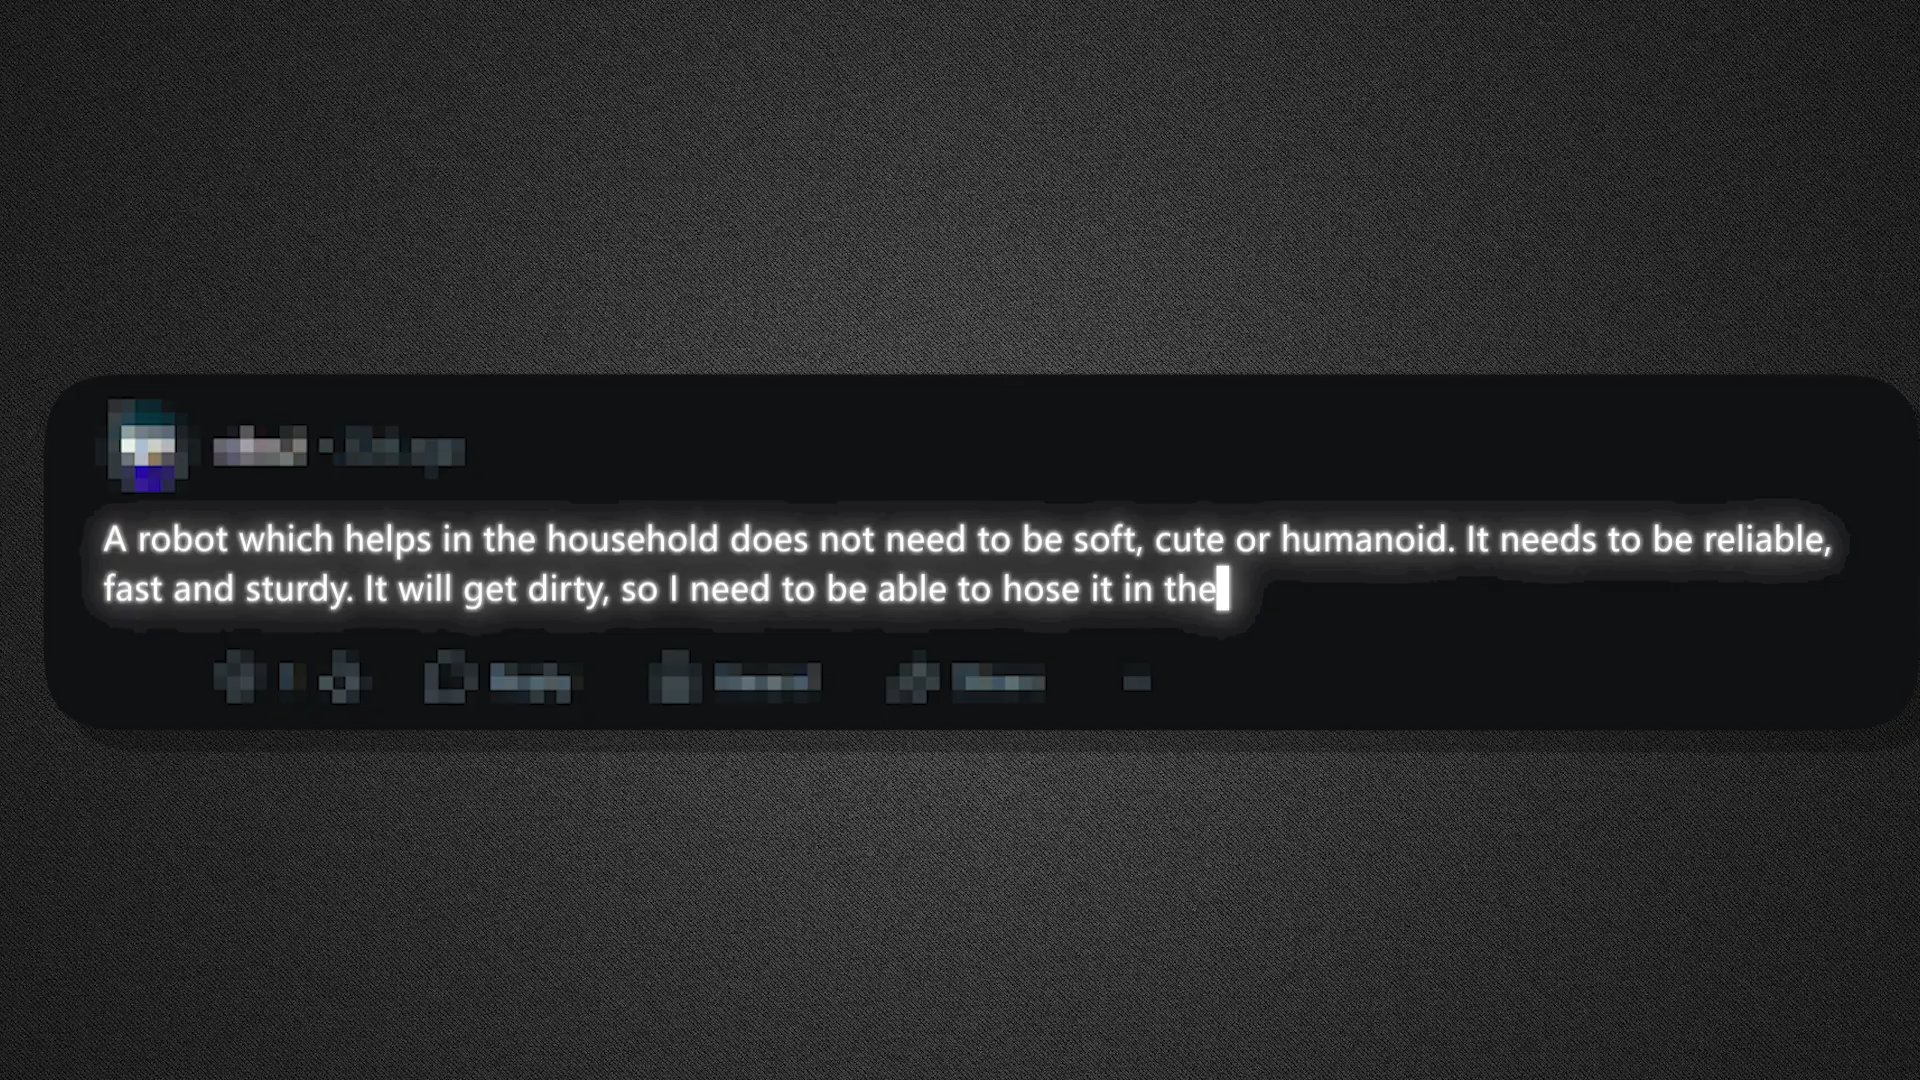 A robot which helps in the household does not need to be soft, cute or humanoid. It needs to be reliable,
fast and sturdy. It will get dirty, so I need to be able to hose it in the